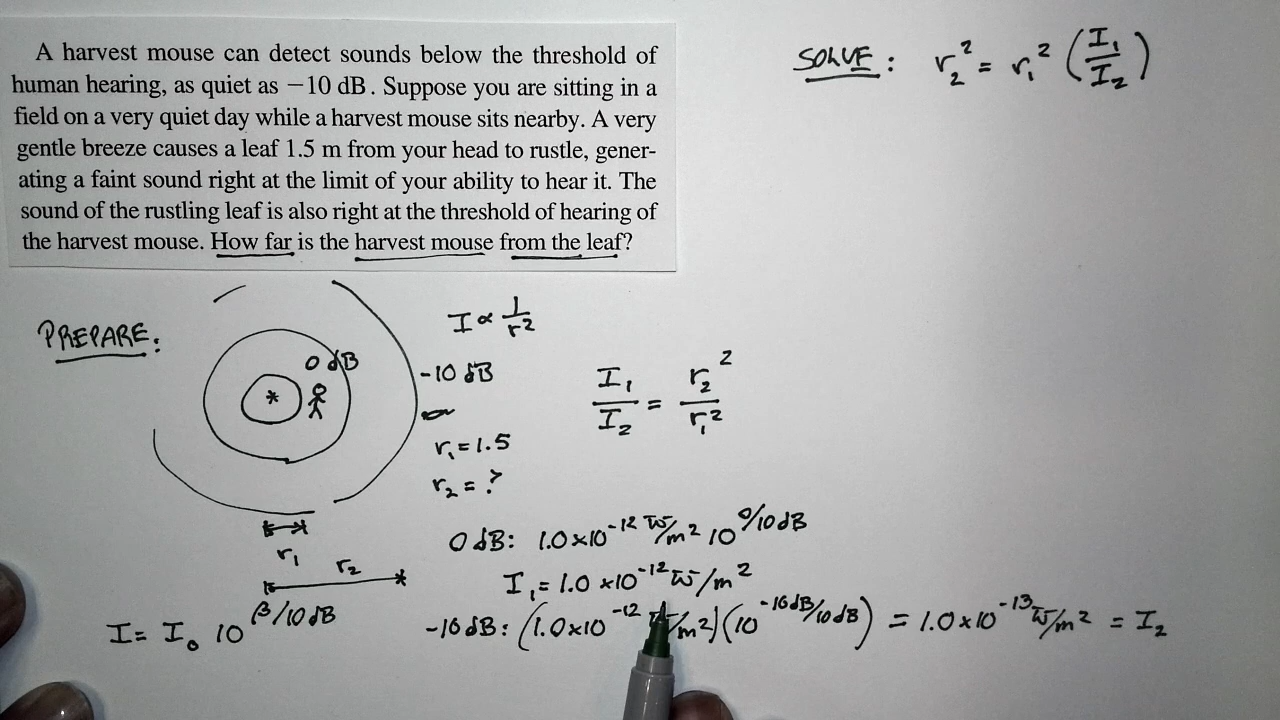 A harvest mouse can detect sounds below the threshold of
human hearing, as quiet as −10 dB. Suppose you are sitting in a
field on a very quiet day while a harvest mouse sits nearby. A very
gentle breeze causes a leaf 1.5 m from your head to rustle, gener-
ating a faint sound right at the limit of your ability to hear it. The
sound of the rustling leaf is also right at the threshold of hearing of
the harvest mouse. How far is the harvest mouse from the leaf?
SOLVE: r₂² = r₁² (I₁/I₂)
PREPARE:
0 dB
I ∝ 1/r²
-10 dB
I₁/I₂ = r₂²/r₁²
r₁ = 1.5
r₂ = ?
r₁
r₂
0 dB: 1.0×10⁻¹² W/m² 10^0/10dB
I₁ = 1.0 ×10⁻¹² W/m²
I = I₀ 10^β/10dB
-10 dB: (1.0×10⁻¹² W/m²)(10^-10dB/10dB) = 1.0×10⁻¹³ W/m² = I₂